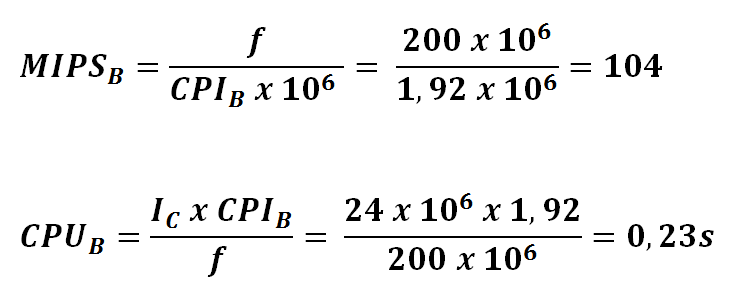 MIPS_B = f / (CPI_B x 10^6) = (200 x 10^6) / (1,92 x 10^6) = 104
CPU_B = (I_C x CPI_B) / f = (24 x 10^6 x 1,92) / (200 x 10^6) = 0,23s